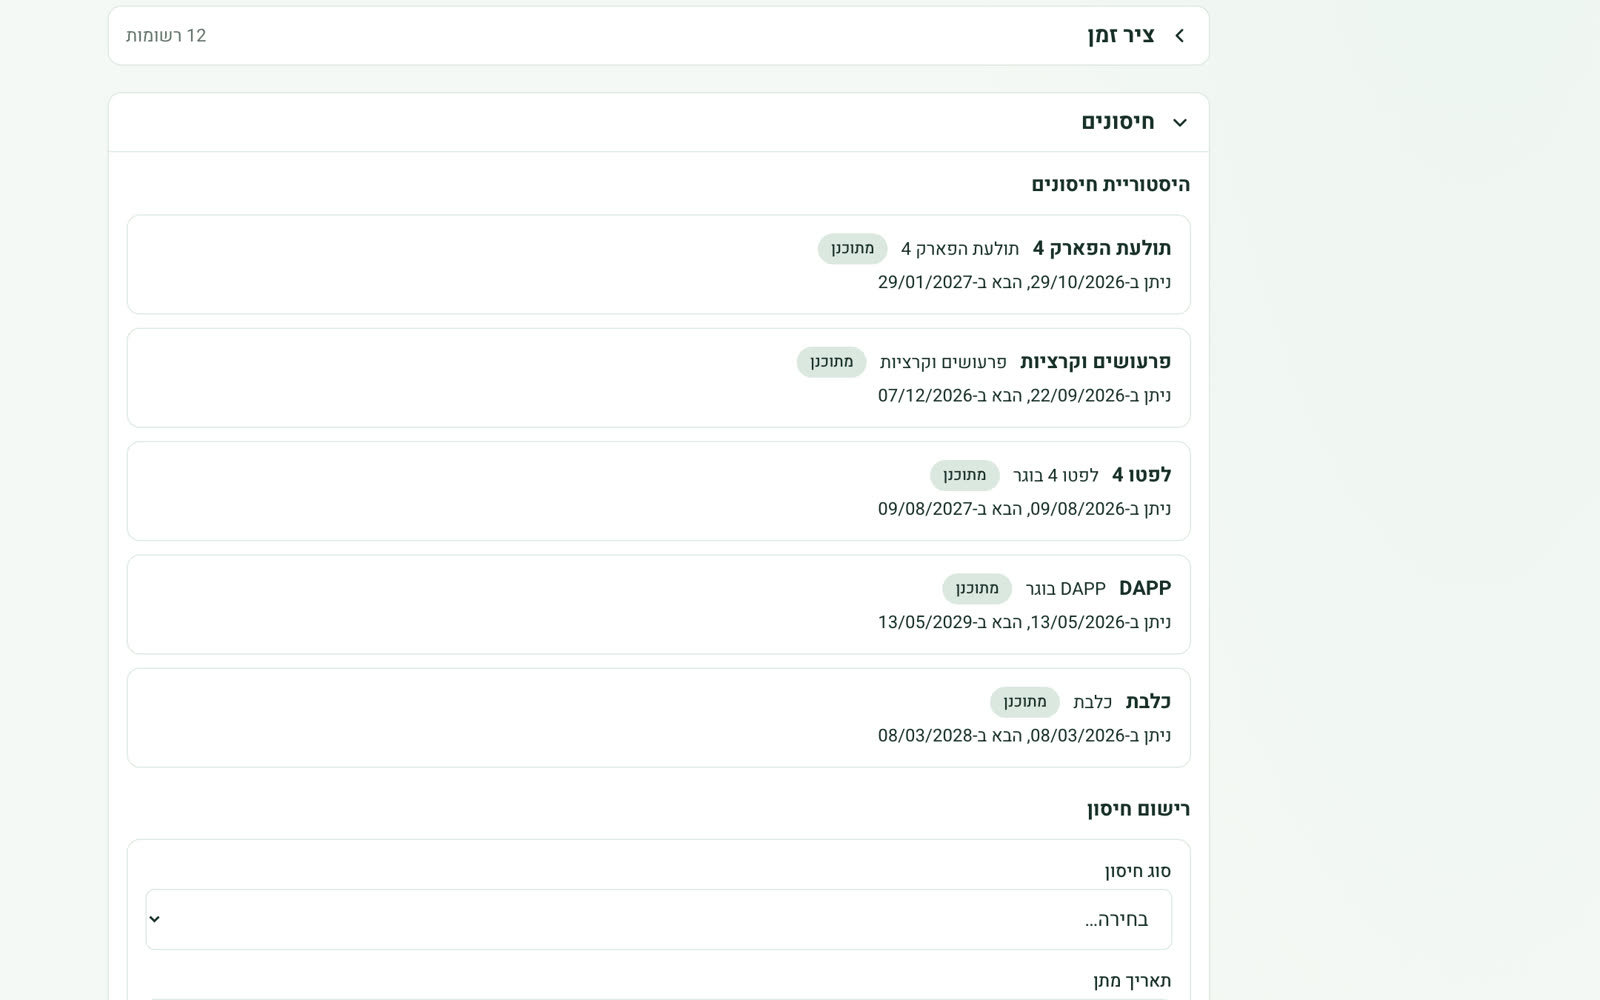 ציר זמן
12 רשומות
חיסונים
היסטוריית חיסונים
תולעת הפארק 4 תולעת הפארק 4 מתוכנן
ניתן ב-29/10/2026, הבא ב-29/01/2027
פרעושים וקרציות פרעושים וקרציות מתוכנן
ניתן ב-22/09/2026, הבא ב-07/12/2026
לפטו 4 לפטו 4 בוגר מתוכנן
ניתן ב-09/08/2026, הבא ב-09/08/2027
DAPP DAPP בוגר מתוכנן
ניתן ב-13/05/2026, הבא ב-13/05/2029
כלבת כלבת מתוכנן
ניתן ב-08/03/2026, הבא ב-08/03/2028
רישום חיסון
סוג חיסון
בחירה...
תאריך מתן